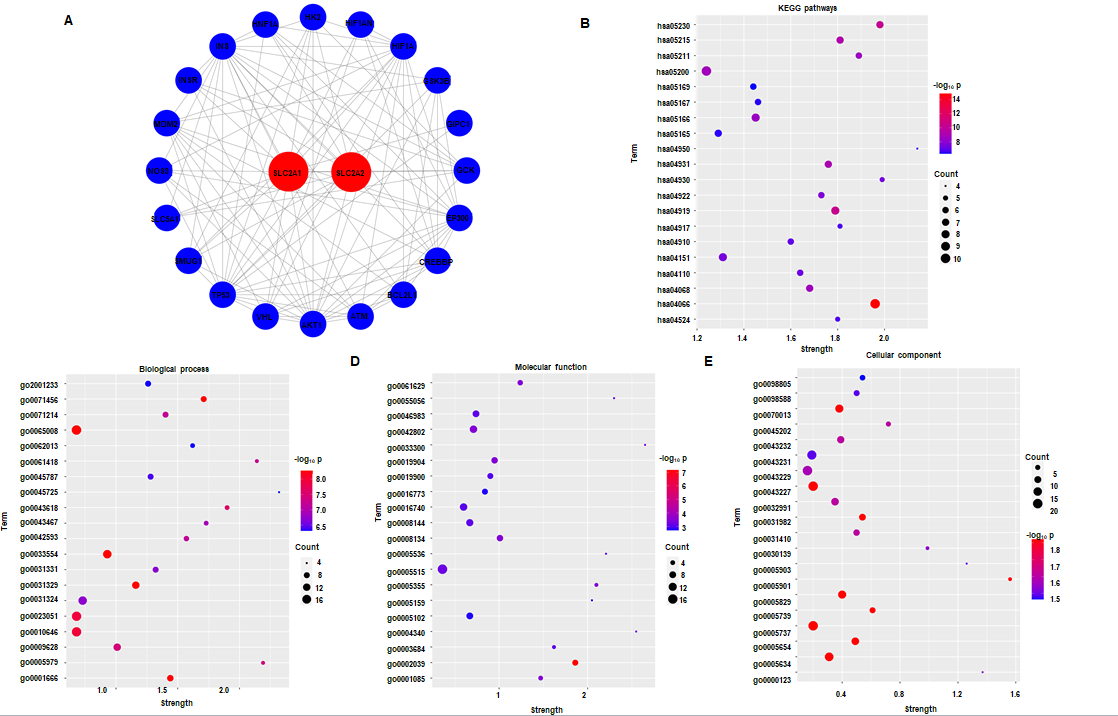 A
HK2
HIF1A
TP53
AKT1
ATM
VHL
GCK
EP300
SLC2A1
SLC2A2
B
KEGG pathways
hsa05230
hsa05215
hsa05211
hsa05200
hsa05169
hsa05167
hsa05166
hsa05165
hsa04950
hsa04931
hsa04930
hsa04922
hsa04919
hsa04917
hsa04910
hsa04151
hsa04110
hsa04068
hsa04066
hsa04524
Term
1.2 1.4 1.6 1.8 2.0
Strength
-log₁₀ p
14
12
10
8
Count
4
5
6
7
8
9
10
Biological process
go2001233
go0071456
go0071214
go0065008
go0062013
go0061418
go0045787
go0045725
go0043618
go0043467
go0042593
go0033554
go0031331
go0031329
go0031324
go0023051
go0010646
go0009628
go0005979
go0001666
Term
1.0 1.5 2.0
Strength
-log₁₀ p
8.0
7.5
7.0
6.5
Count
4
8
12
16
D
Molecular function
go0061629
go0055056
go0046983
go0042802
go0033300
go0019904
go0019900
go0016773
go0016740
go0008144
go0008134
go0005536
go0005515
go0005355
go0005159
go0005102
go0004340
go0003684
go0002039
go0001085
Term
1 2
Strength
-log₁₀ p
7
6
5
4
3
Count
4
8
12
16
E
Cellular component
go0098805
go0098588
go0070013
go0045202
go0043232
go0043231
go0043229
go0043227
go0032991
go0031982
go0031410
go0030139
go0005903
go0005901
go0005829
go0005739
go0005737
go0005654
go0005634
go0000123
Term
0.4 0.8 1.2 1.6
Strength
Count
5
10
15
20
-log₁₀ p
1.8
1.7
1.6
1.5